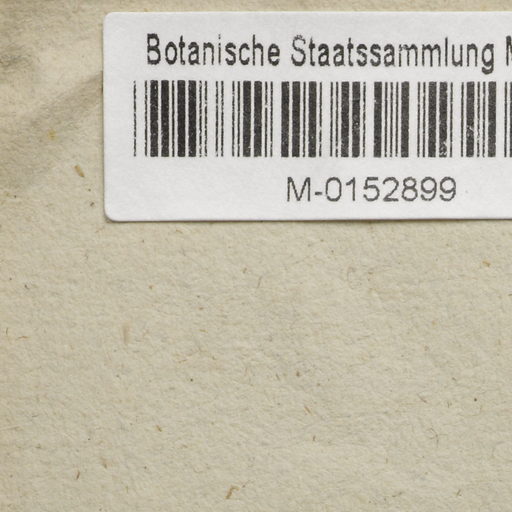 Botanische Staatssammlung M
M-0152899